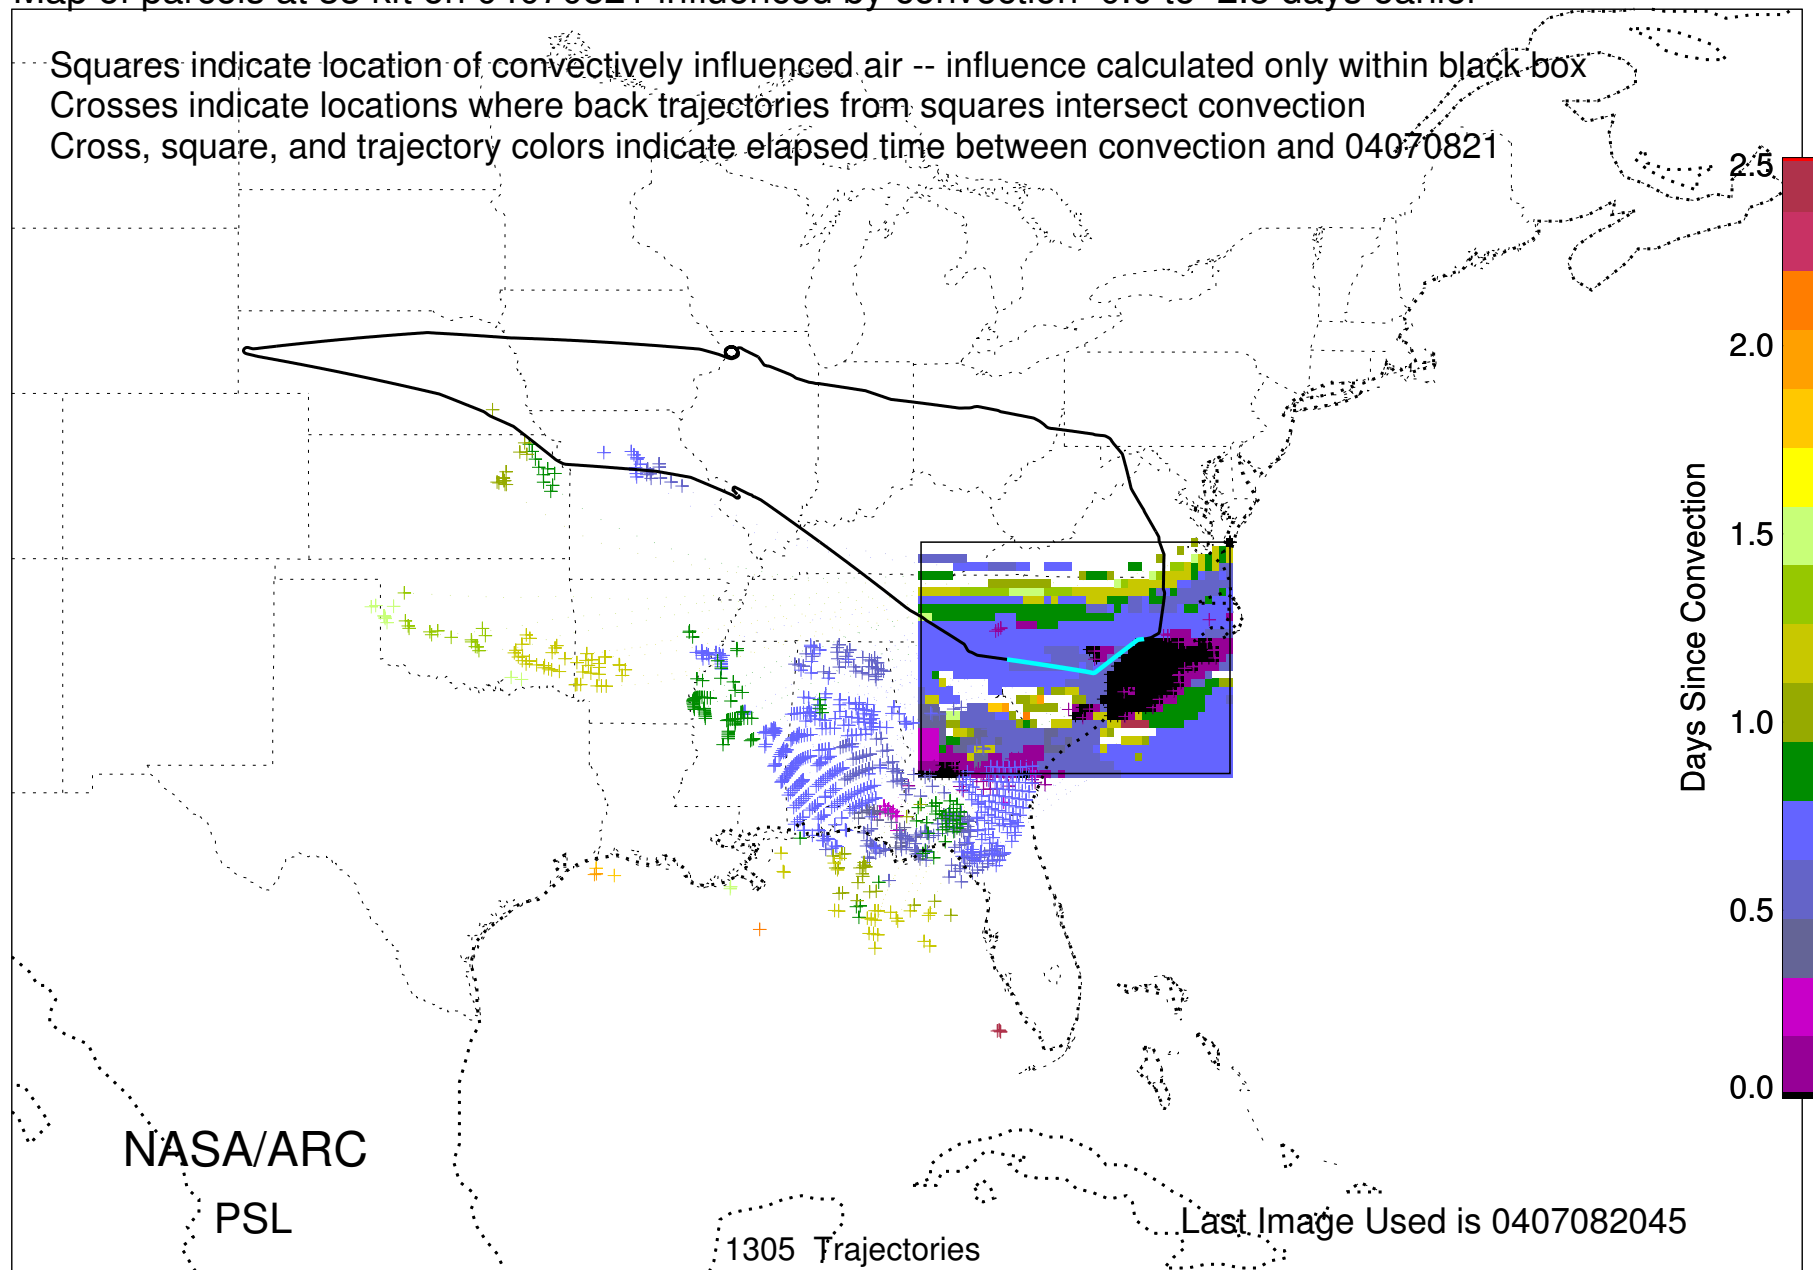 Squares indicate location of convectively influenced air -- influence calculated only within black box
Crosses indicate locations where back trajectories from squares intersect convection
Cross, square, and trajectory colors indicate elapsed time between convection and 04070821
2.5
2.0
1.5
1.0
0.5
0.0
Days Since Convection
NASA/ARC
PSL
1305 Trajectories
Last Image Used is 0407082045